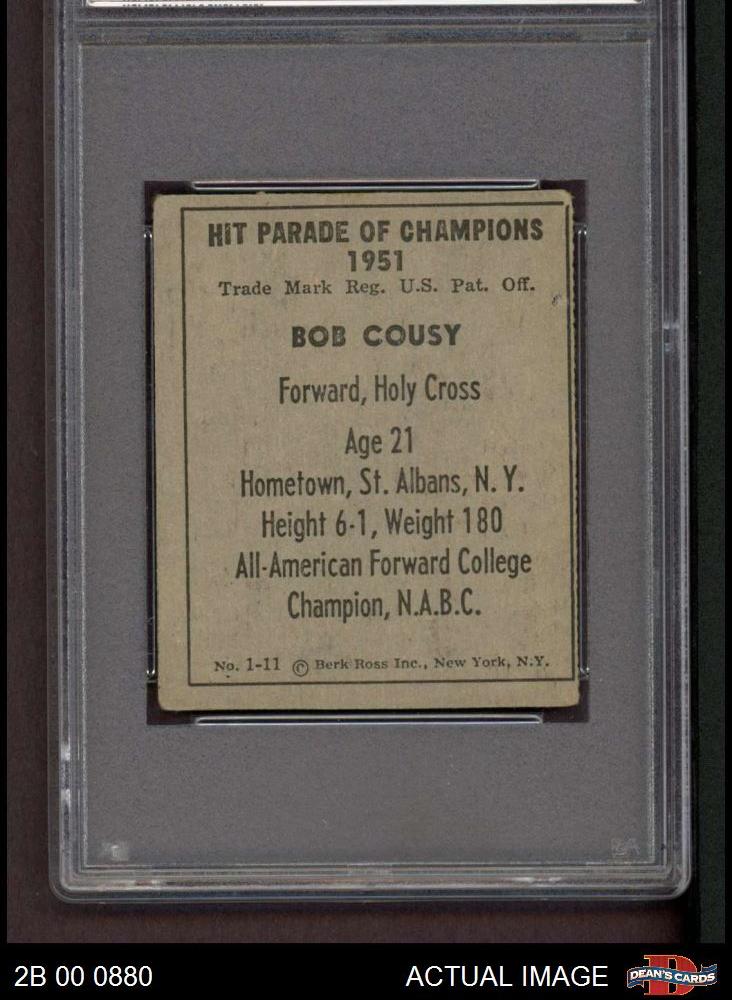 HIT PARADE OF CHAMPIONS
1951
Trade Mark Reg. U.S. Pat. Off.
BOB COUSY
Forward, Holy Cross
Age 21
Hometown, St. Albans, N.Y.
Height 6-1, Weight 180
All-American Forward College
Champion, N.A.B.C.
No. 1-11 © Berk Ross Inc., New York, N.Y.
2B 00 0880 ACTUAL IMAGE DEAN'S CARDS